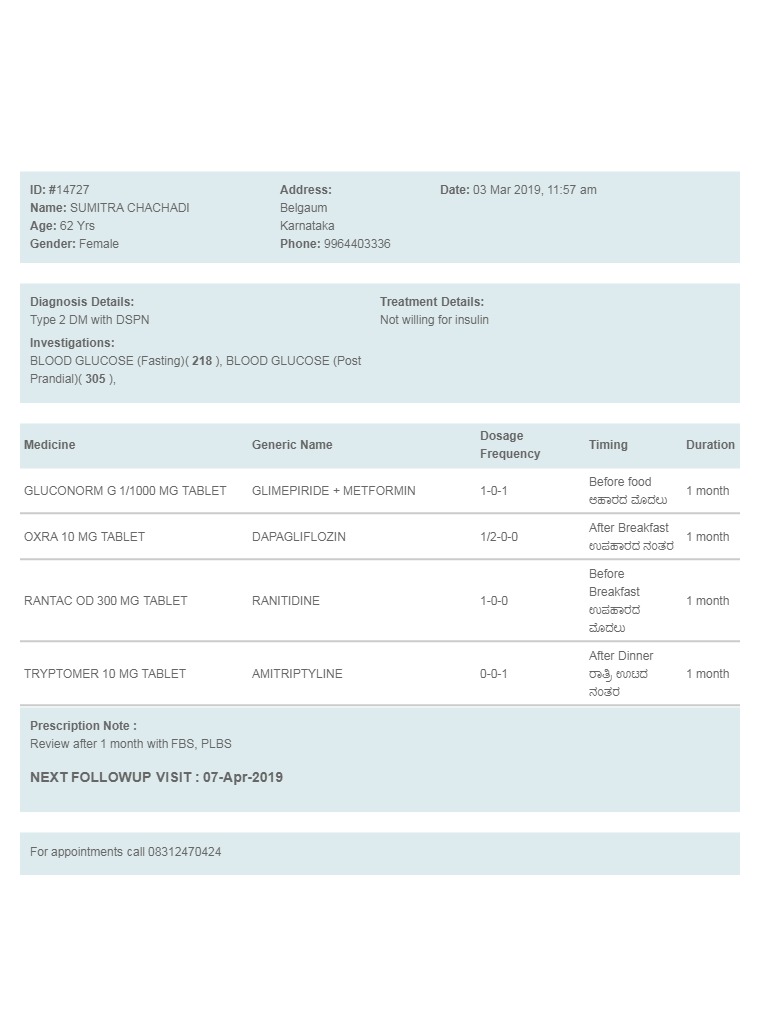 ID: #14727
Name: SUMITRA CHACHADI
Age: 62 Yrs
Gender: Female
Address:
Belgaum
Karnataka
Phone: 9964403336
Date: 03 Mar 2019, 11:57 am
Diagnosis Details:
Type 2 DM with DSPN
Investigations:
BLOOD GLUCOSE (Fasting)( 218 ), BLOOD GLUCOSE (Post
Prandial)( 305 ),
Treatment Details:
Not willing for insulin
Medicine Generic Name Dosage Frequency Timing Duration
GLUCONORM G 1/1000 MG TABLET GLIMEPIRIDE + METFORMIN 1-0-1 Before food 1 month
ಅಹಾರದ ಮೊದಲು
OXRA 10 MG TABLET DAPAGLIFLOZIN 1/2-0-0 After Breakfast 1 month
ಉಪಹಾರದ ನಂತರ
RANTAC OD 300 MG TABLET RANITIDINE 1-0-0 Before 1 month
Breakfast
ಉಪಹಾರದ
ಮೊದಲು
TRYPTOMER 10 MG TABLET AMITRIPTYLINE 0-0-1 After Dinner 1 month
ರಾತ್ರಿ ಊಟದ
ನಂತರ
Prescription Note :
Review after 1 month with FBS, PLBS
NEXT FOLLOWUP VISIT : 07-Apr-2019
For appointments call 08312470424